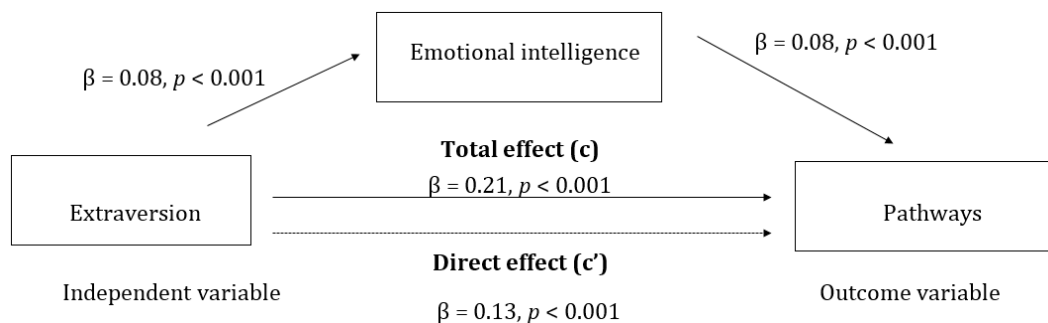 Emotional intelligence
β = 0.08, p < 0.001
β = 0.08, p < 0.001
Total effect (c)
β = 0.21, p < 0.001
Extraversion
Pathways
Direct effect (c’)
Independent variable
Outcome variable
β = 0.13, p < 0.001